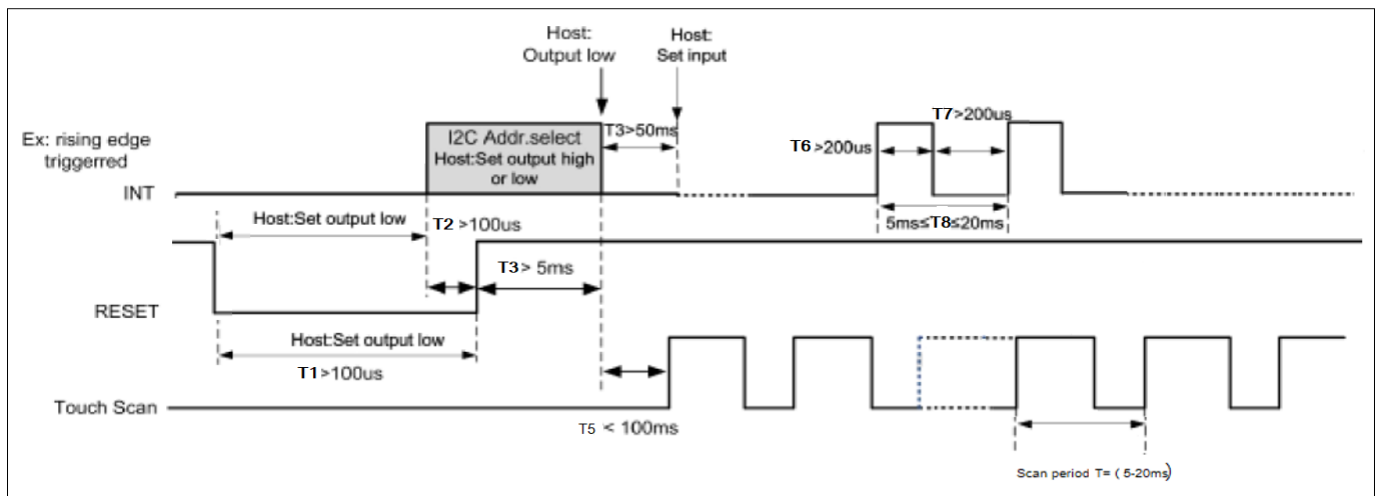 Host:
Output low
Host:
Set input
Ex: rising edge
triggerred
INT
I2C Addr.select
Host:Set output high
or low
T3>50ms
T6 >200us
T7>200us
5ms≤T8≤20ms
Host:Set output low
T2 >100us
T3> 5ms
RESET
Host:Set output low
T1>100us
Touch Scan
T5 < 100ms
Scan period T= ( 5-20ms)